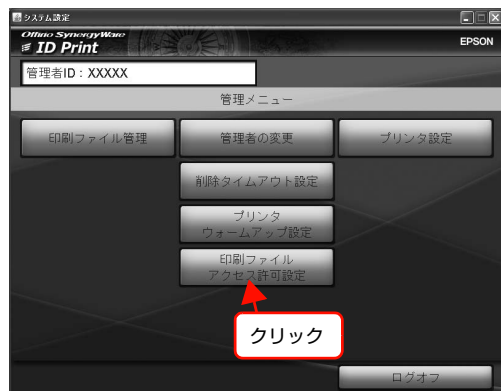 システム設定
Offirio SynergyWare
ID Print
EPSON
管理者ID：XXXXX
管理メニュー
印刷ファイル管理
管理者の変更
プリンタ設定
削除タイムアウト設定
プリンタ
ウォームアップ設定
印刷ファイル
アクセス許可設定
クリック
ログオフ